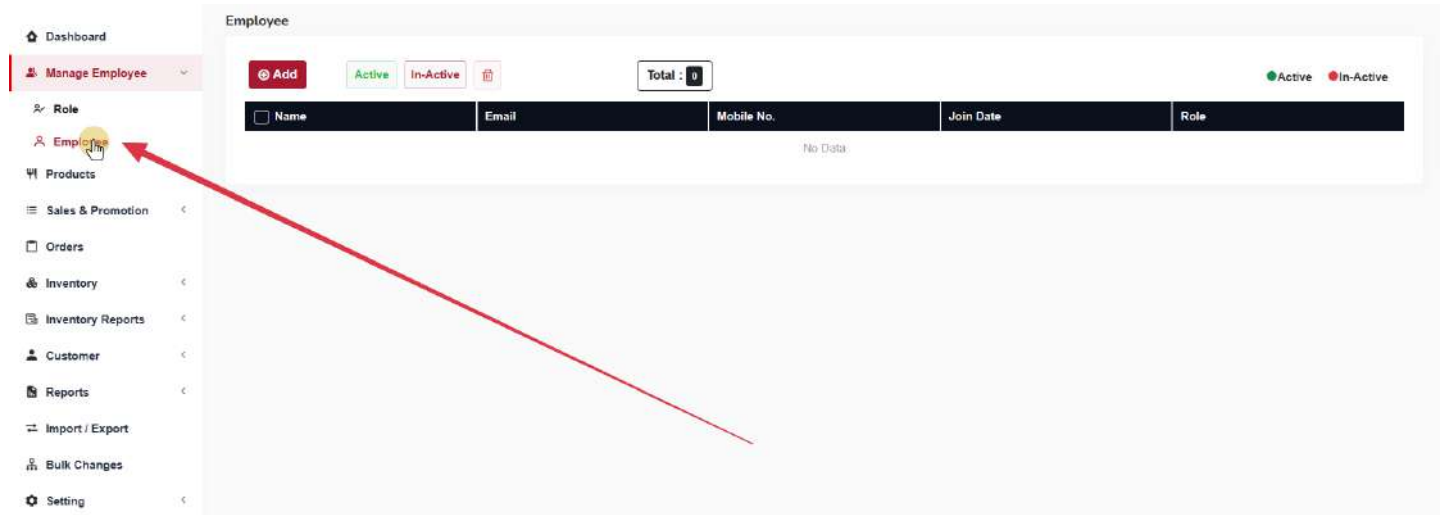 Employee
Dashboard
Manage Employee
Role
Employee
Products
Sales & Promotion
Orders
Inventory
Inventory Reports
Customer
Reports
Import / Export
Bulk Changes
Setting
Add Active In-Active Total : 0 Active In-Active
Name Email Mobile No. Join Date Role
No Data